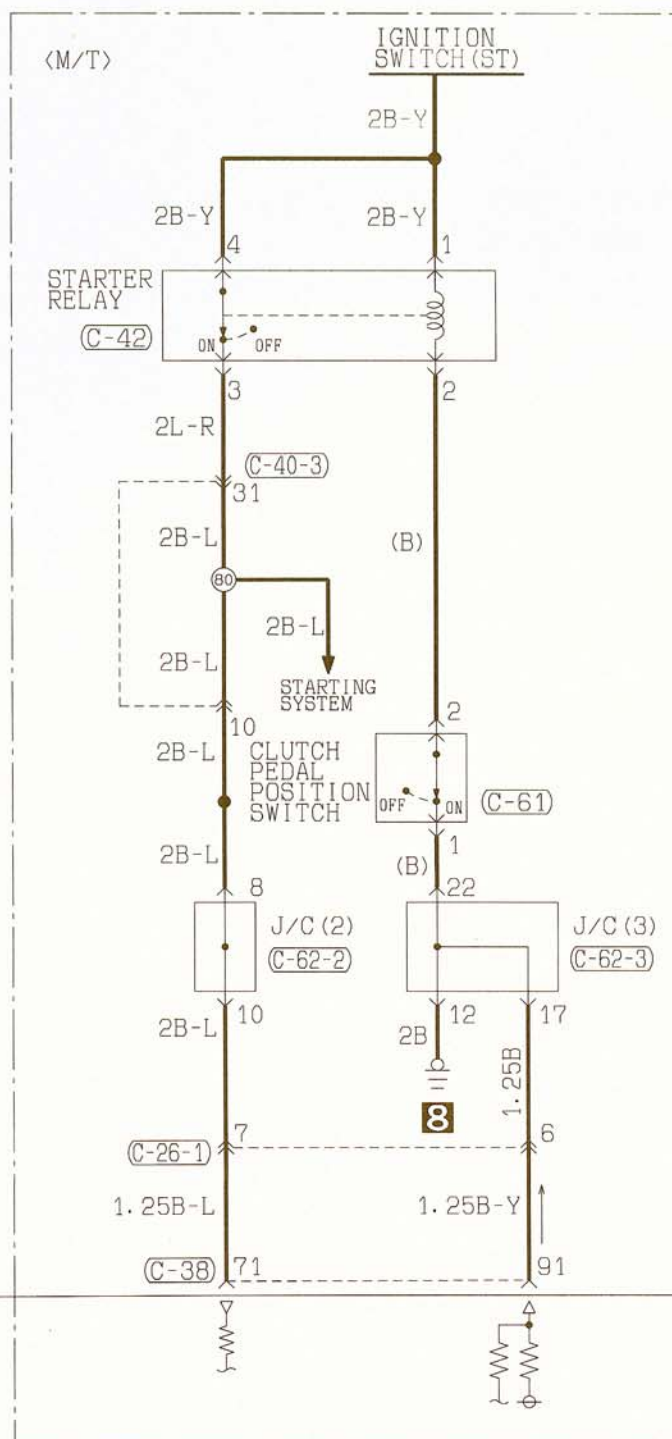 〈M/T〉
IGNITION
SWITCH(ST)
2B-Y
2B-Y
2B-Y
4
1
STARTER
RELAY
C-42
ON
OFF
3
2
2L-R
C-40-3
31
2B-L
(B)
80
2B-L
2B-L
STARTING
SYSTEM
10
2
2B-L
CLUTCH
PEDAL
POSITION
SWITCH
OFF
ON
C-61
1
2B-L
(B)
8
22
J/C(2)
C-62-2
J/C(3)
C-62-3
10
12
17
2B-L
2B
1.25B
8
7
6
C-26-1
1.25B-L
1.25B-Y
C-38
71
91